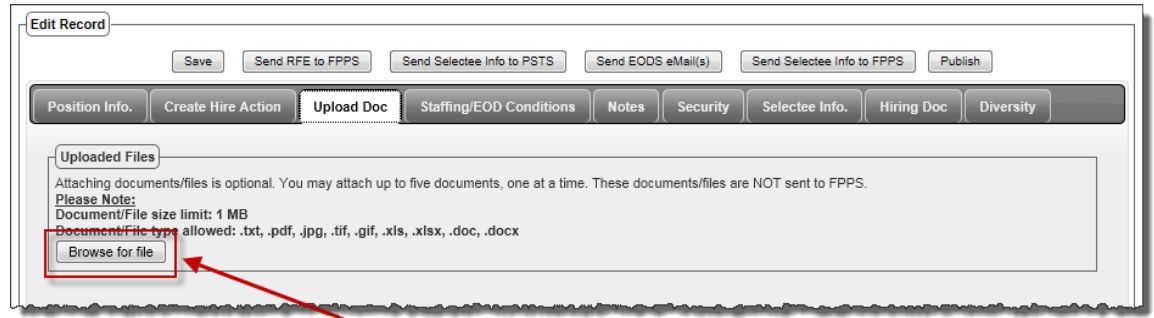 Edit Record
Save Send RFE to FPPS Send Selectee Info to PSTS Send EODS eMail(s) Send Selectee Info to FPPS Publish
Position Info. Create Hire Action Upload Doc Staffing/EOD Conditions Notes Security Selectee Info. Hiring Doc Diversity
Uploaded Files
Attaching documents/files is optional. You may attach up to five documents, one at a time. These documents/files are NOT sent to FPPS.
Please Note:
Document/File size limit: 1 MB
Document/File type allowed: .txt, .pdf, .jpg, .tif, .gif, .xls, .xlsx, .doc, .docx
Browse for file